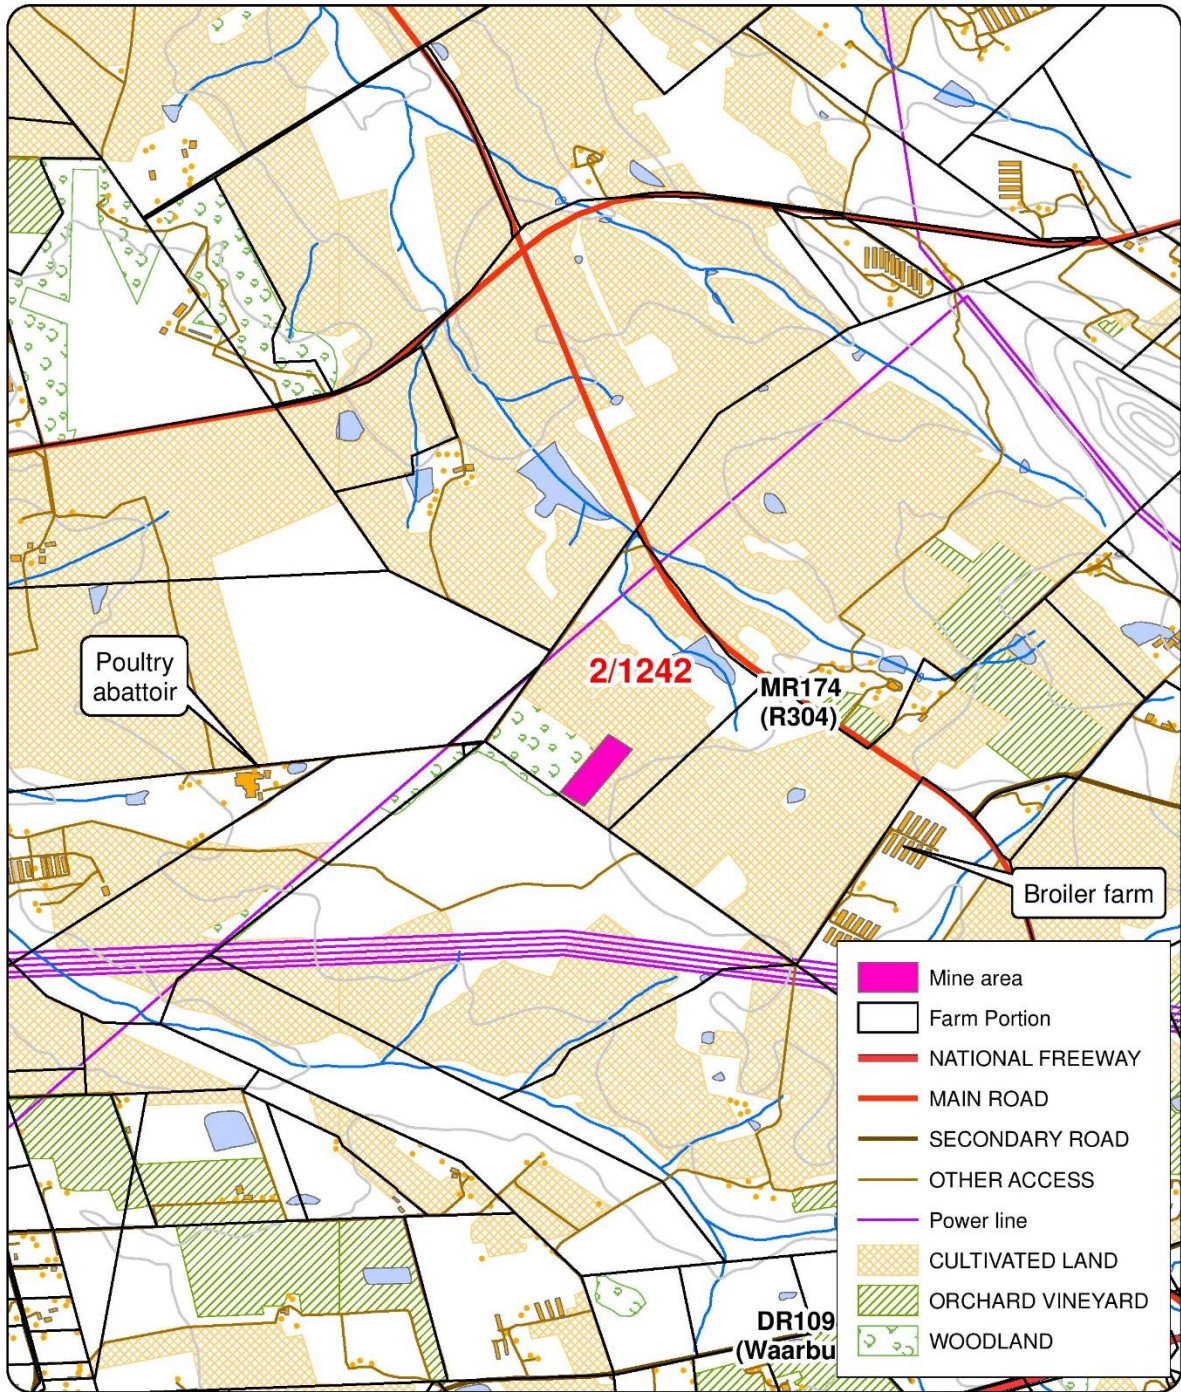 2/1242
Poultry
abattoir
MR174
(R304)
Broiler farm
Mine area
Farm Portion
NATIONAL FREEWAY
MAIN ROAD
SECONDARY ROAD
OTHER ACCESS
Power line
CULTIVATED LAND
ORCHARD VINEYARD
WOODLAND
DR109
(Waarbu